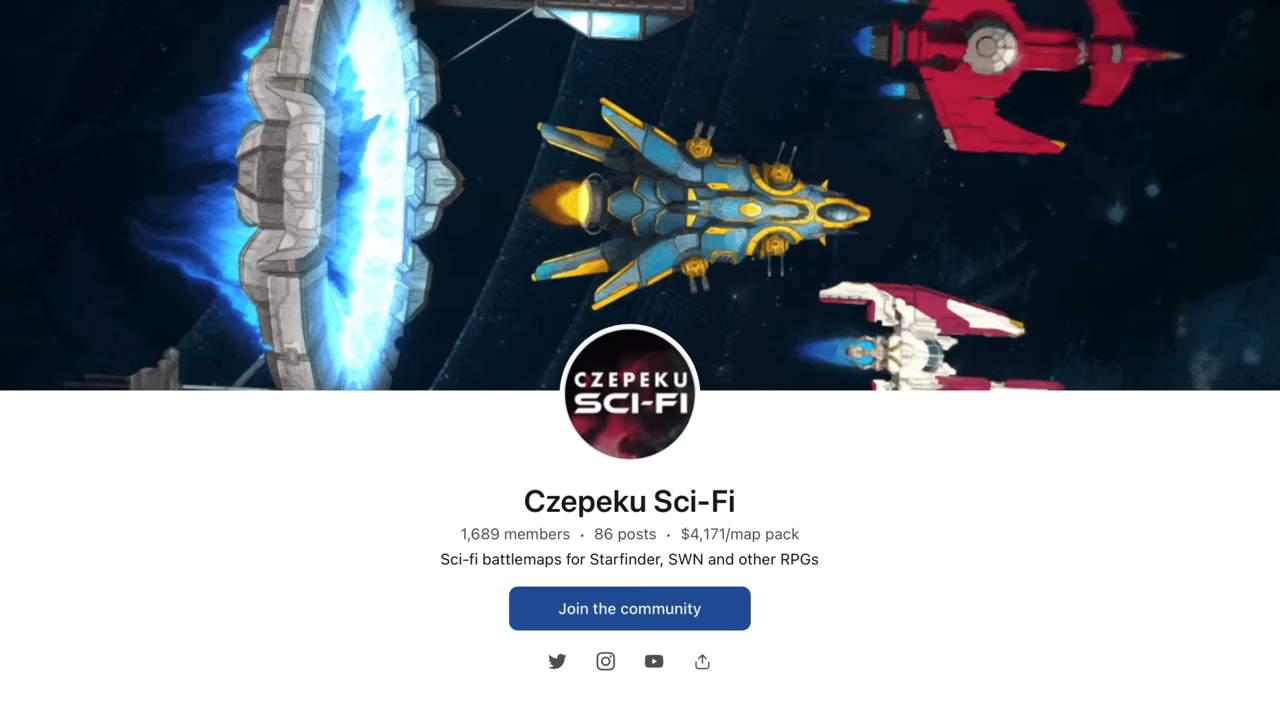 CZEPEKU
SCI-FI
Czepeku Sci-Fi
1,689 members · 86 posts · $4,171/map pack
Sci-fi battlemaps for Starfinder, SWN and other RPGs
Join the community